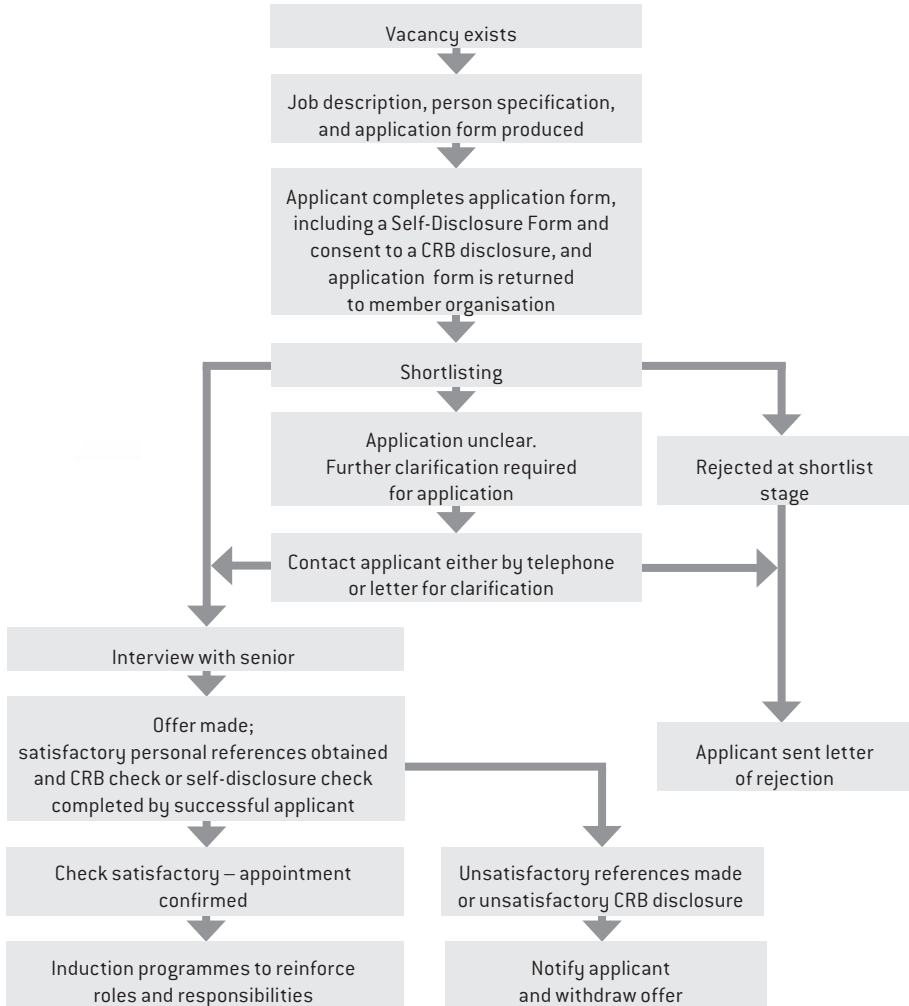 Vacancy exists
Job description, person specification,
and application form produced
Applicant completes application form,
including a Self-Disclosure Form and
consent to a CRB disclosure, and
application form is returned
to member organisation
Shortlisting
Application unclear.
Further clarification required
for application
Rejected at shortlist
stage
Contact applicant either by telephone
or letter for clarification
Interview with senior
Offer made;
satisfactory personal references obtained
and CRB check or self-disclosure check
completed by successful applicant
Applicant sent letter
of rejection
Check satisfactory – appointment
confirmed
Unsatisfactory references made
or unsatisfactory CRB disclosure
Induction programmes to reinforce
roles and responsibilities
Notify applicant
and withdraw offer